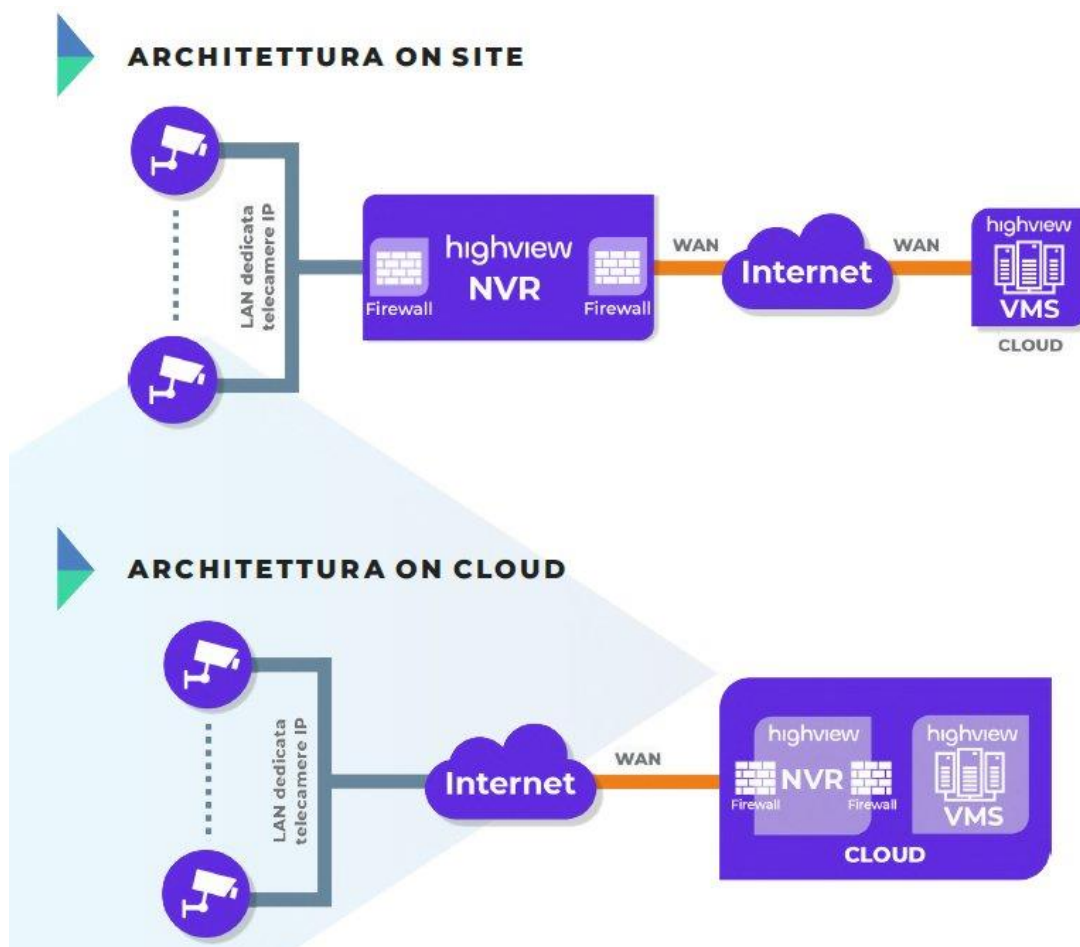 ARCHITETTURA ON SITE
LAN dedicata
telecamere IP
Firewall
highview
NVR
Firewall
WAN
Internet
WAN
highview
VMS
CLOUD
ARCHITETTURA ON CLOUD
LAN dedicata
telecamere IP
Internet
WAN
highview
NVR
Firewall
Firewall
highview
VMS
CLOUD